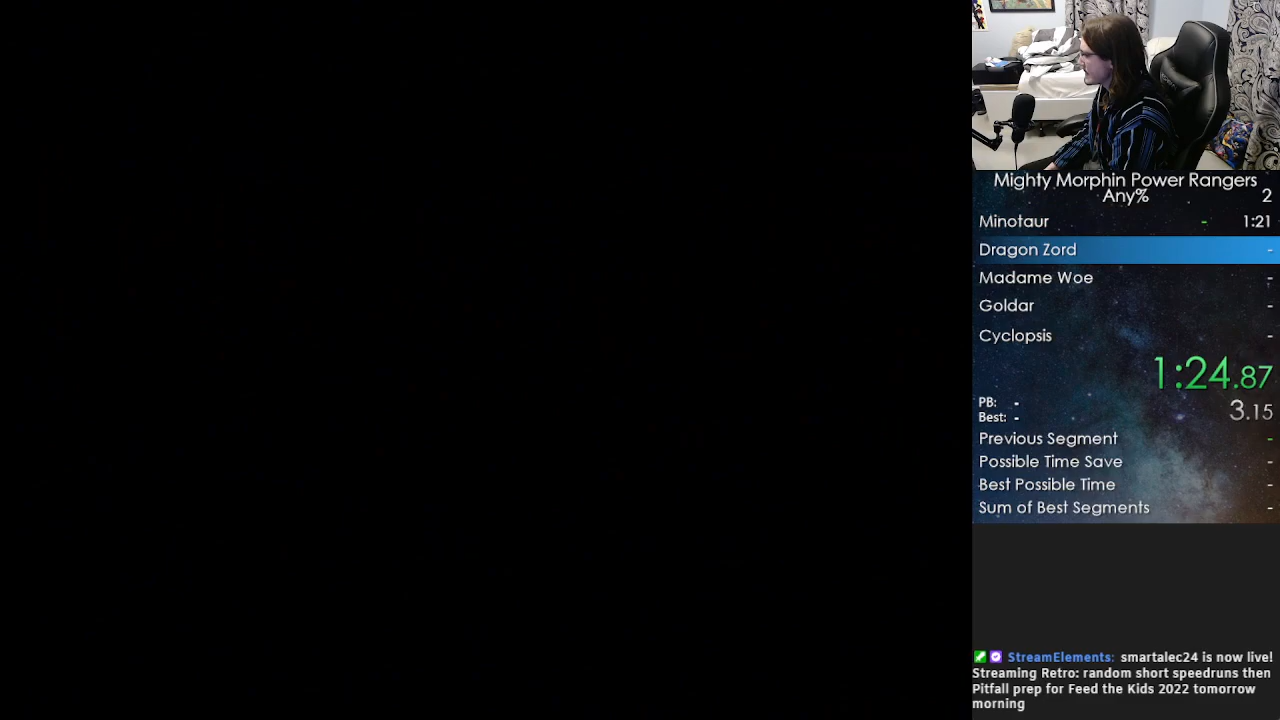 Mighty Morphin Power Rangers
Any% 2
Minotaur - 1:21
Dragon Zord -
Madame Woe -
Goldar -
Cyclopsis -
1:24.87
PB: -
3.15
Best: -
Previous Segment -
Possible Time Save -
Best Possible Time -
Sum of Best Segments -
StreamElements: smartalec24 is now live!
Streaming Retro: random short speedruns then
Pitfall prep for Feed the Kids 2022 tomorrow
morning